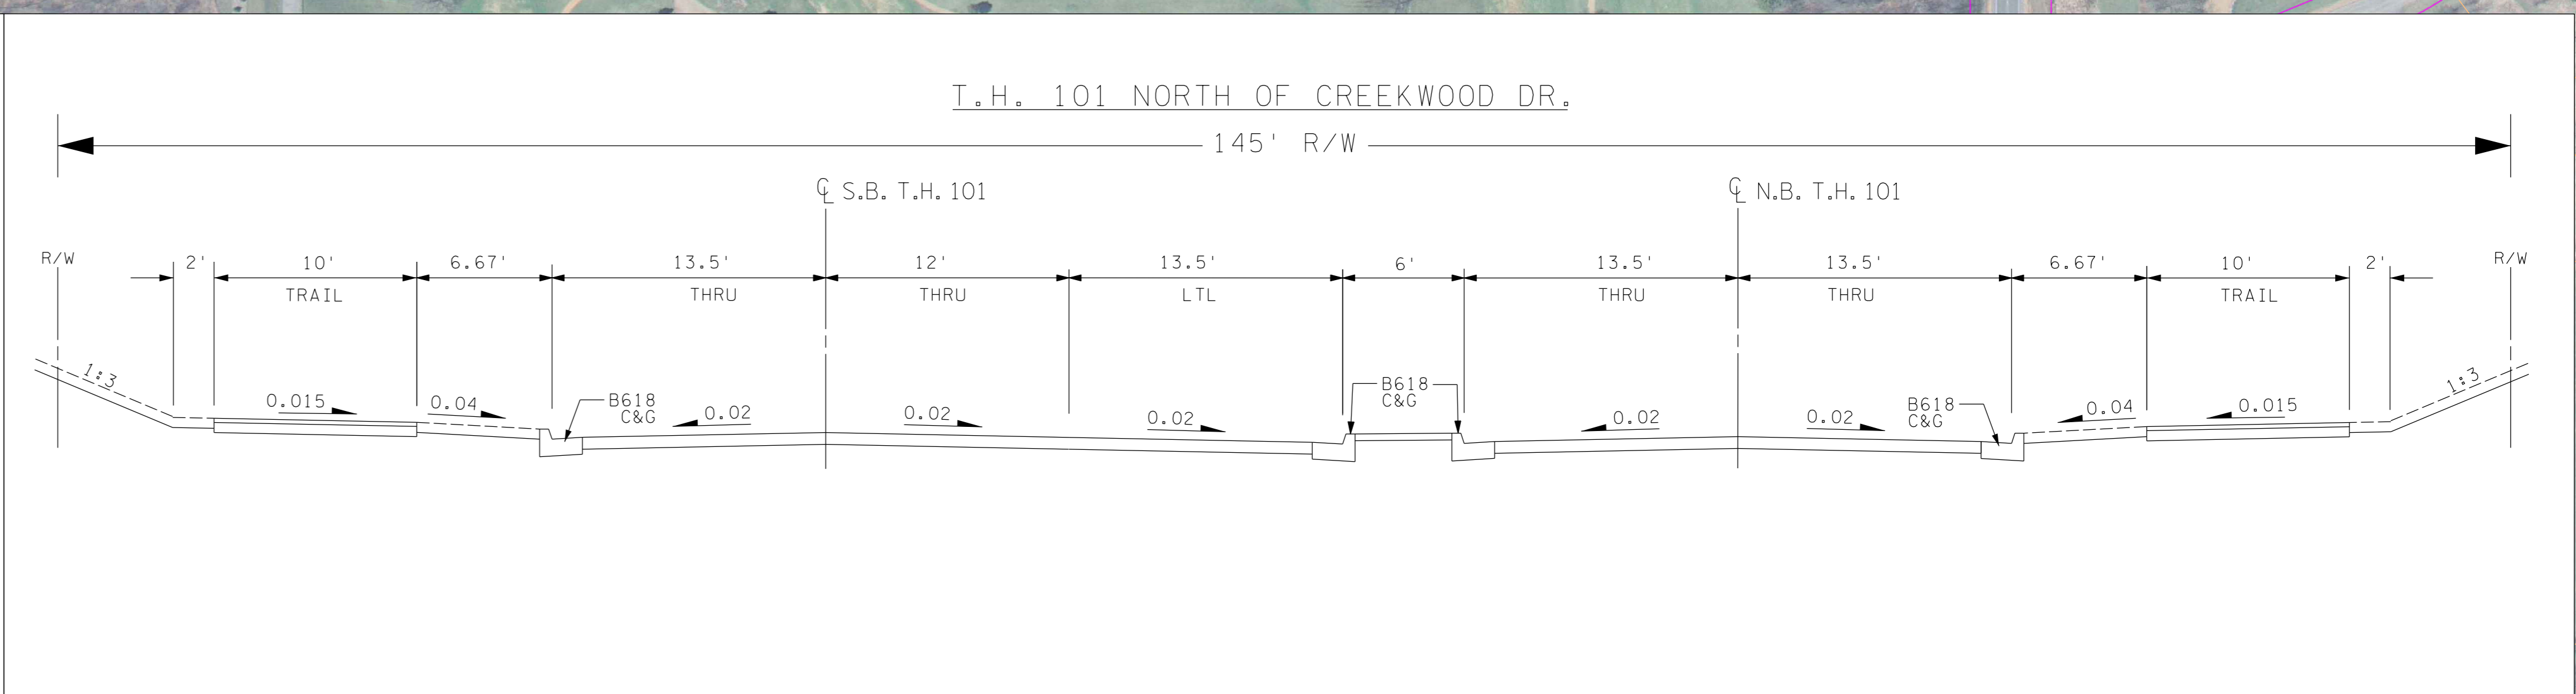 T.H. 101 NORTH OF CREEKWOOD DR.
145' R/W
℄ S.B. T.H. 101
℄ N.B. T.H. 101
R/W
2'
10'
6.67'
13.5'
12'
13.5'
6'
13.5'
13.5'
6.67'
10'
2'
R/W
TRAIL
THRU
THRU
LTL
THRU
THRU
TRAIL
1:3
0.015
0.04
B618
C&G
0.02
0.02
0.02
B618
C&G
0.02
0.02
B618
C&G
0.04
0.015
1:3